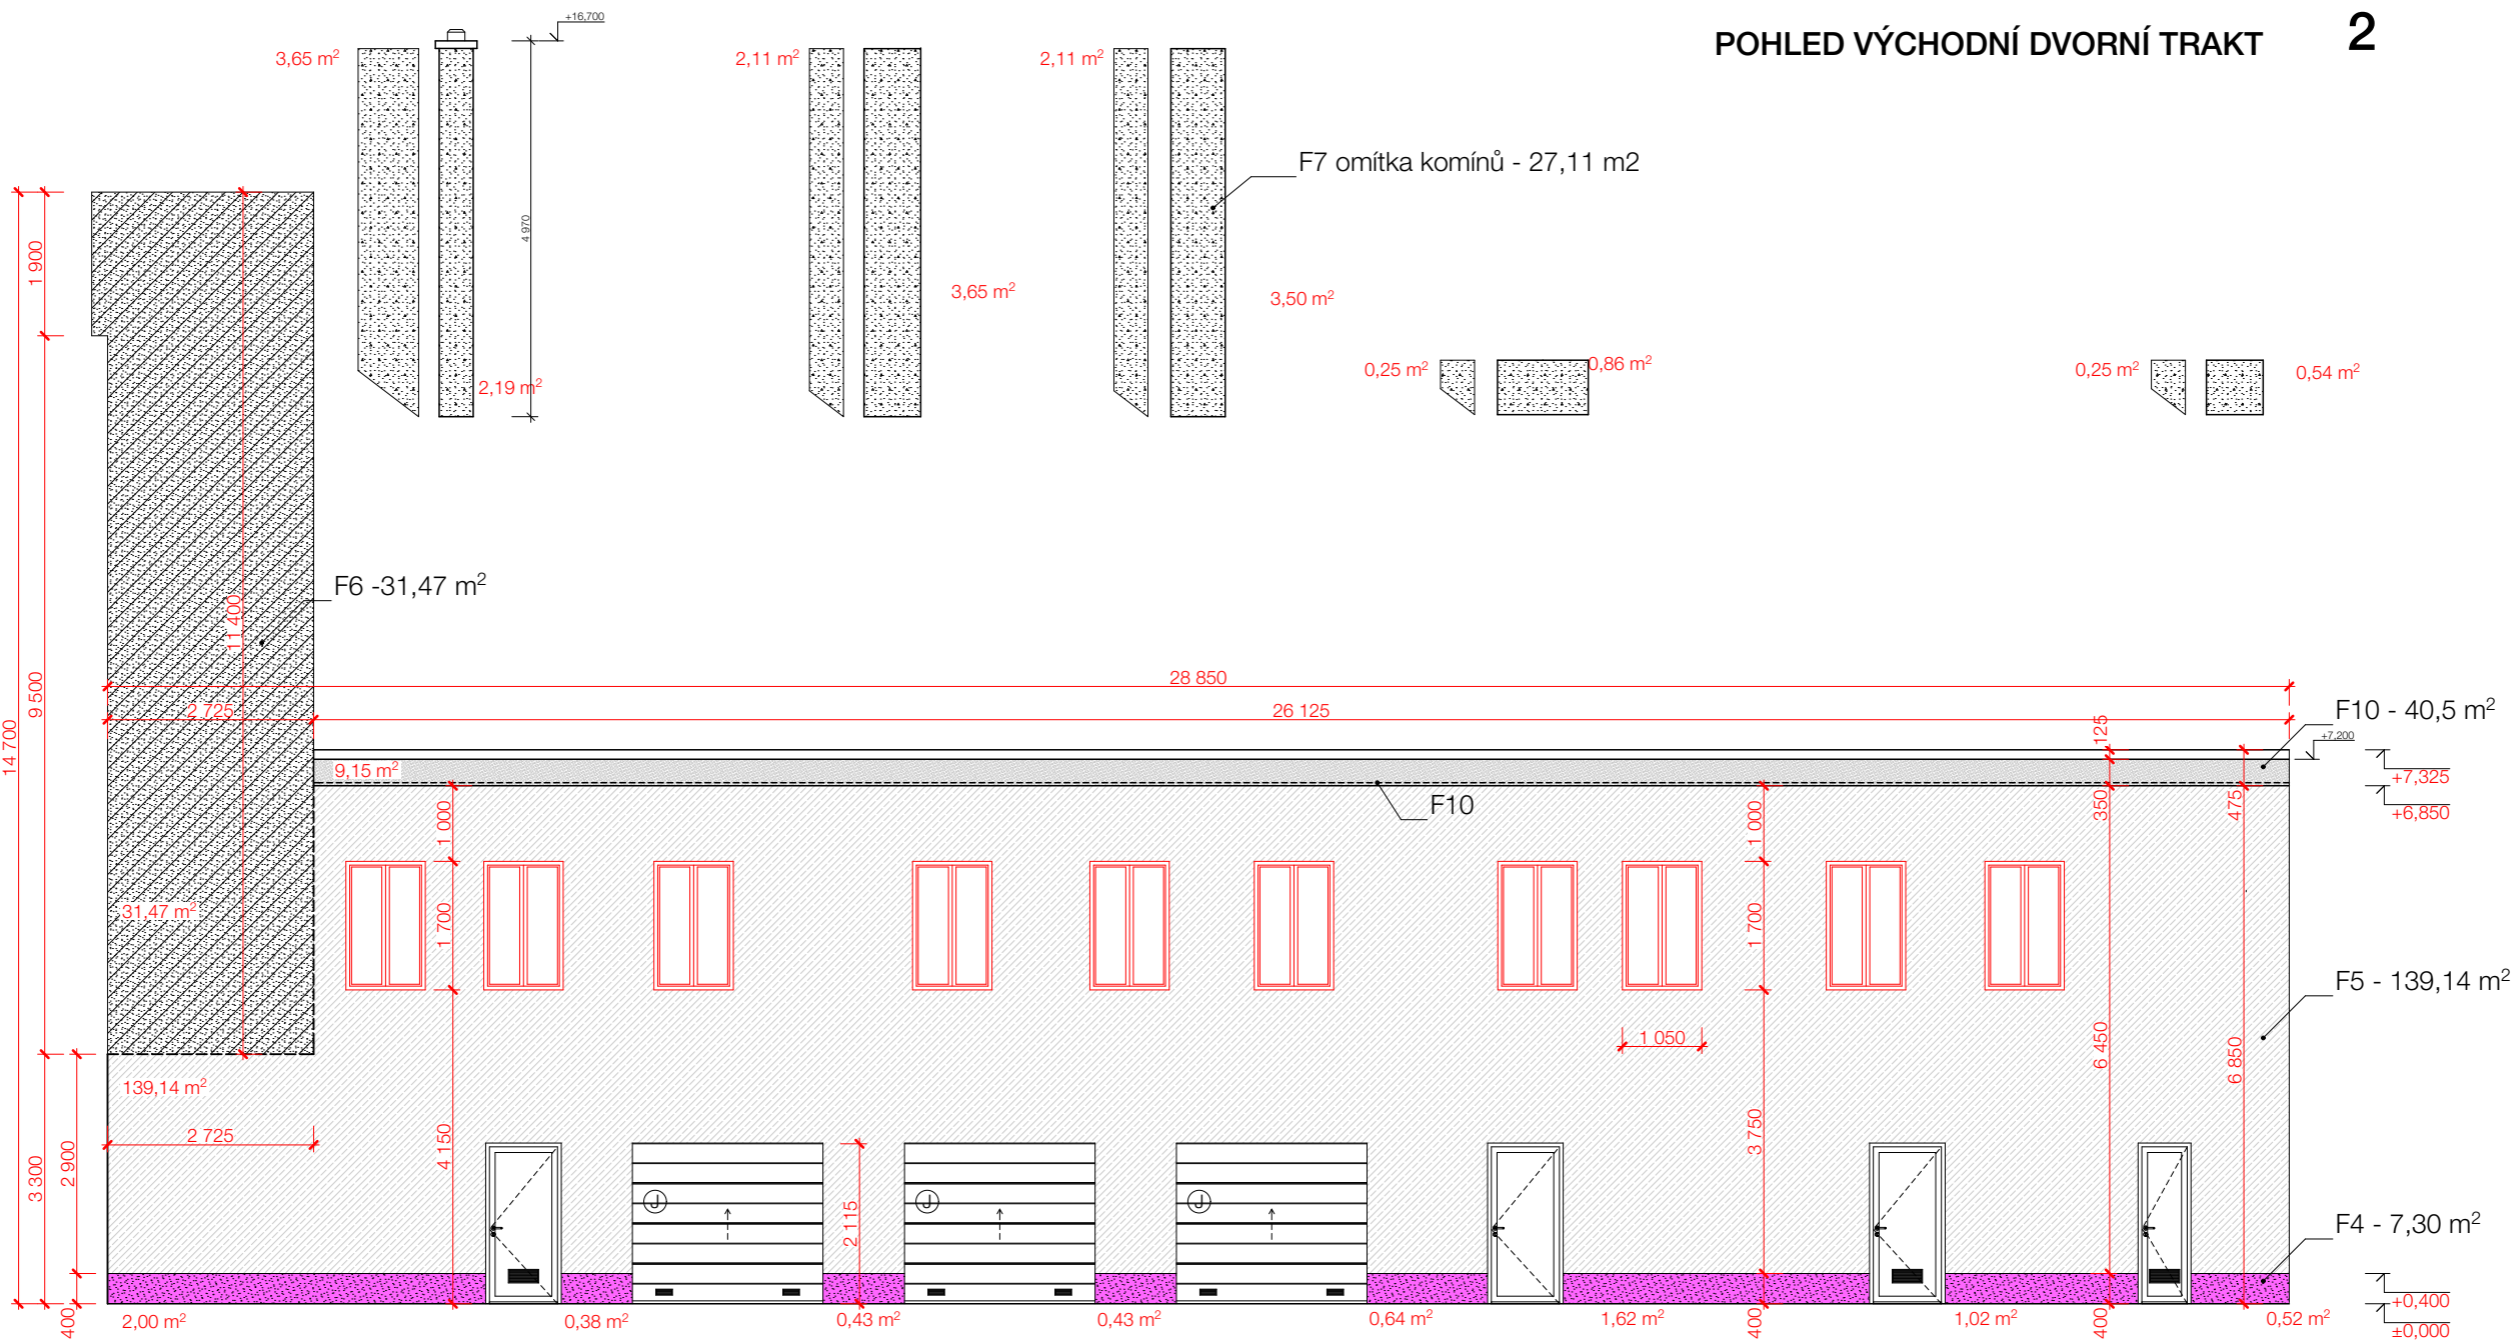 POHLED VÝCHODNÍ DVORNÍ TRAKT 2
+16,700
3,65 m²
2,11 m²
2,11 m²
F7 omítka komínů - 27,11 m2
4 970
1 900
3,65 m²
3,50 m²
0,25 m²
0,86 m²
0,25 m²
0,54 m²
2,19 m²
F6 -31,47 m²
11 400
9 500
14 700
28 850
2 725
26 125
125
F10 - 40,5 m²
+7,200
+7,325
9,15 m²
F10
350
475
+6,850
1 000
1 000
31,47 m²
1 700
1 700
F5 - 139,14 m²
1 050
6 450
6 850
139,14 m²
2 725
4 150
3 750
3 300
2 900
2 115
J
J
J
F4 - 7,30 m²
+0,400
±0,000
400
2,00 m²
0,38 m²
0,43 m²
0,43 m²
0,64 m²
1,62 m²
400
1,02 m²
400
0,52 m²